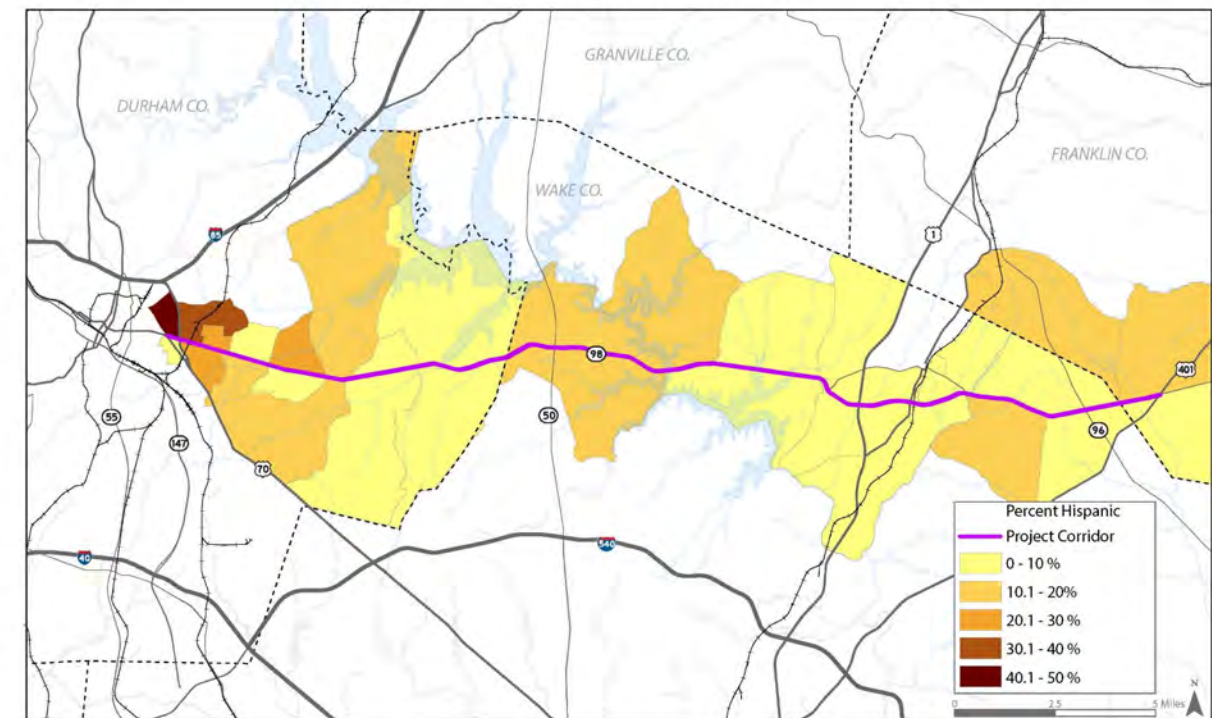 GRANVILLE CO.
DURHAM CO.
FRANKLIN CO.
WAKE CO.
85
1
98
401
55
50
96
147
70
40
540
Percent Hispanic
Project Corridor
0 - 10 %
10.1 - 20%
20.1 - 30 %
30.1 - 40 %
40.1 - 50 %
N
0 2.5 5 Miles